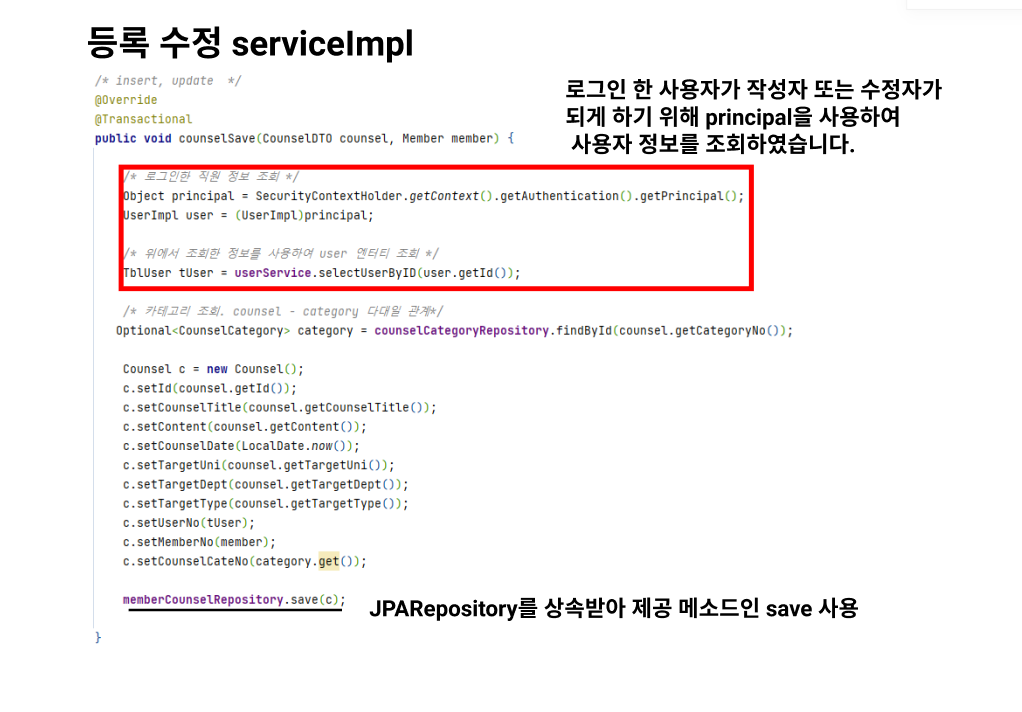 등록 수정 serviceImpl
/* insert, update  */
@Override
@Transactional
public void counselSave(CounselDTO counsel, Member member) {
로그인 한 사용자가 작성자 또는 수정자가
되게 하기 위해 principal을 사용하여
사용자 정보를 조회하였습니다.
/* 로그인한 직원 정보 조회 */
Object principal = SecurityContextHolder.getContext().getAuthentication().getPrincipal();
UserImpl user = (UserImpl)principal;
/* 위에서 조회한 정보를 사용하여 user 엔터티 조회 */
TblUser tUser = userService.selectUserByID(user.getId());
/* 카테고리 조회. counsel - category 다대일 관계*/
Optional<CounselCategory> category = counselCategoryRepository.findById(counsel.getCategoryNo());
Counsel c = new Counsel();
c.setId(counsel.getId());
c.setCounselTitle(counsel.getCounselTitle());
c.setContent(counsel.getContent());
c.setCounselDate(LocalDate.now());
c.setTargetUni(counsel.getTargetUni());
c.setTargetDept(counsel.getTargetDept());
c.setTargetType(counsel.getTargetType());
c.setUserNo(tUser);
c.setMemberNo(member);
c.setCounselCateNo(category.get());
memberCounselRepository.save(c);
JPARepository를 상속받아 제공 메소드인 save 사용
}